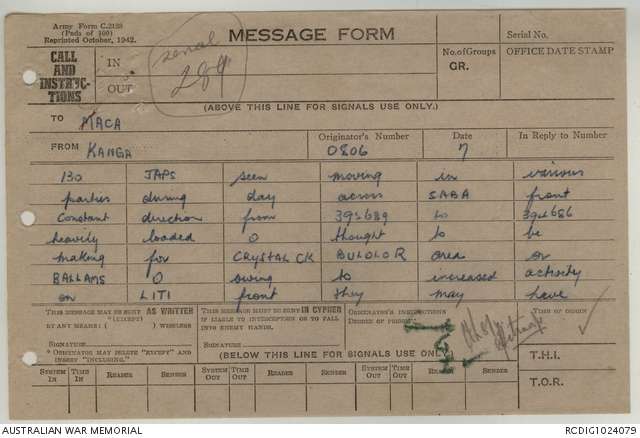 Army Form C.2128
(Pads of 100)
Reprinted October, 1942.
MESSAGE FORM
Serial No.
CALL
AND
INSTRUC-
TIONS
IN
OUT
serial
284
No. of Groups
GR.
OFFICE DATE STAMP
(ABOVE THIS LINE FOR SIGNALS USE ONLY.)
TO MACA
FROM KANGA
Originator's Number
0806
Date
7
In Reply to Number
130 JAPS seen moving in various
parties during day across SABA front
Constant direction from 395689 to 395686
heavily loaded O thought to be
making for CRYSTAL CK BULOLO R area or
BALLAMS O owing to increased activity
on LITI front they may have
THIS MESSAGE MAY BE SENT AS WRITTEN
(EXCEPT)
BY ANY MEANS ( ) WIRELESS
SIGNATURE
* ORIGINATOR MAY DELETE "EXCEPT" AND
INSERT "INCLUDING."
THIS MESSAGE MUST BE SENT IN CYPHER
IF LIABLE TO INTERCEPTION OR TO FALL
INTO ENEMY HANDS.
SIGNATURE
ORIGINATOR'S INSTRUCTIONS
DEGREE OF PRIORITY
TIME OF ORIGIN
(BELOW THIS LINE FOR SIGNALS USE ONLY)
T.H.I.
T.O.R.
SYSTEM IN TIME IN READER SENDER SYSTEM OUT TIME OUT READER SENDER SYSTEM OUT TIME OUT READER SENDER
AUSTRALIAN WAR MEMORIAL
RCDIG1024079